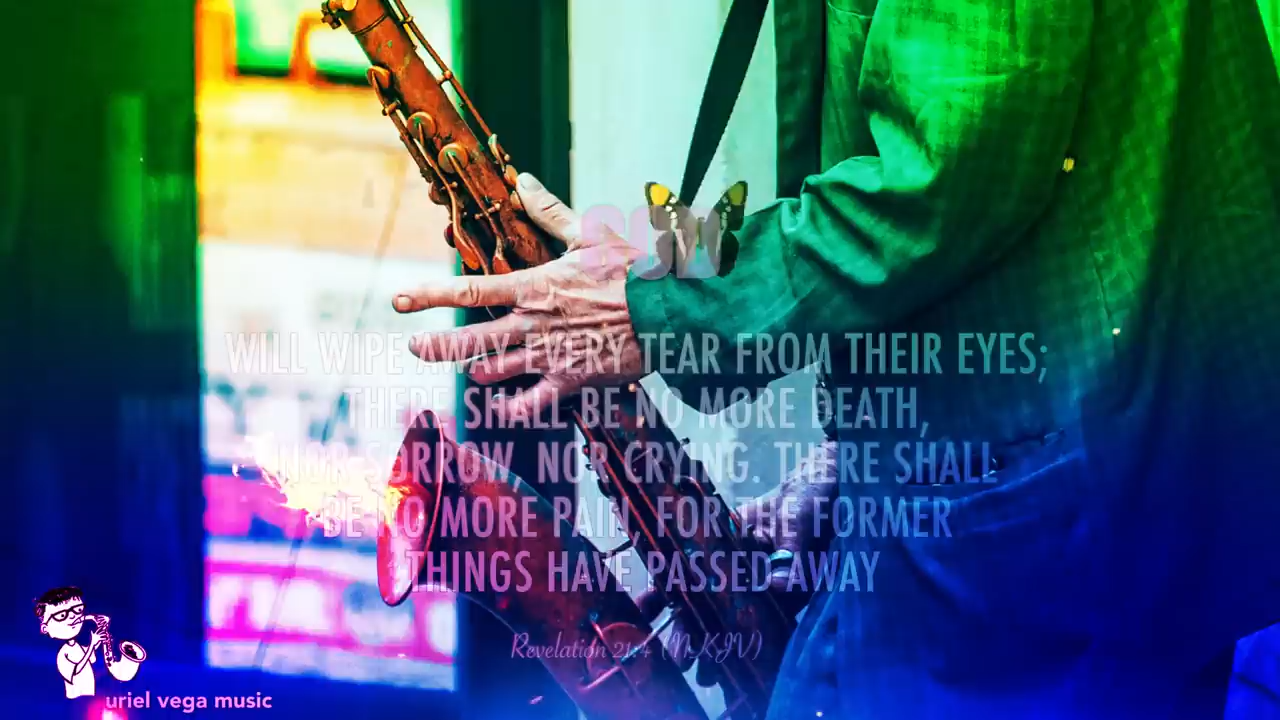 WILL WIPE AWAY EVERY TEAR FROM THEIR EYES;
THERE SHALL BE NO MORE DEATH,
NOR SORROW, NOR CRYING. THERE SHALL
BE NO MORE PAIN, FOR THE FORMER
THINGS HAVE PASSED AWAY
Revelation 21:4 (NKJV)
uriel vega music